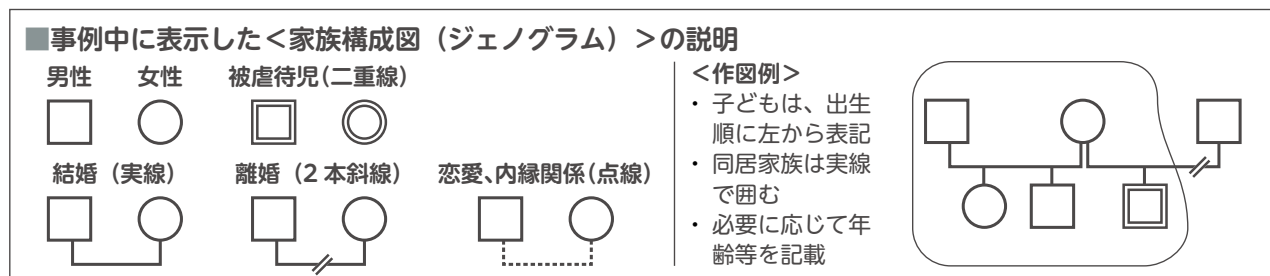 ■事例中に表示した＜家族構成図（ジェノグラム）＞の説明
男性　女性　被虐待児（二重線）
結婚（実線）　離婚（2本斜線）　恋愛、内縁関係（点線）
＜作図例＞
・子どもは、出生
順に左から表記
・同居家族は実線
で囲む
・必要に応じて年
齢等を記載